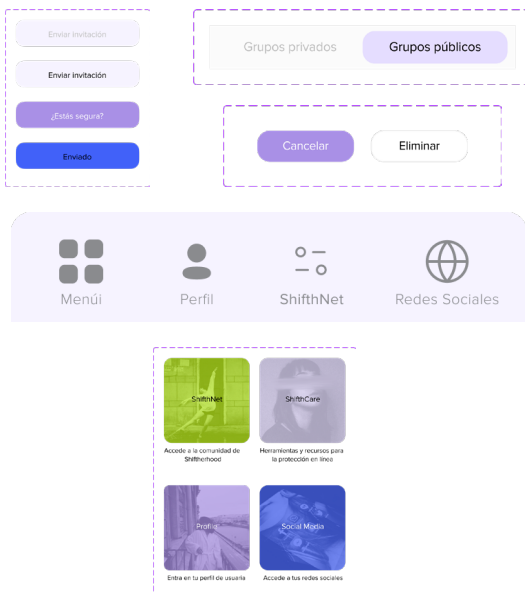 Enviar invitación
Enviar invitación
¿Estás segura?
Enviado
Grupos privados
Grupos públicos
Cancelar
Eliminar
Menúi
Perfil
ShifthNet
Redes Sociales
ShifthNet
ShifthCare
Accede a la comunidad de
Shiftherhood
Herramientas y recursos para
la protección en línea
Profile
Social Media
Entra en tu perfil de usuaria
Accede a tus redes sociales